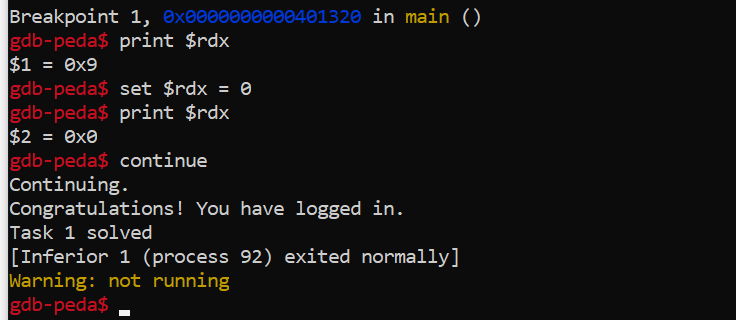 Breakpoint 1, 0x0000000000401320 in main ()
gdb-peda$ print $rdx
$1 = 0x9
gdb-peda$ set $rdx = 0
gdb-peda$ print $rdx
$2 = 0x0
gdb-peda$ continue
Continuing.
Congratulations! You have logged in.
Task 1 solved
[Inferior 1 (process 92) exited normally]
Warning: not running
gdb-peda$